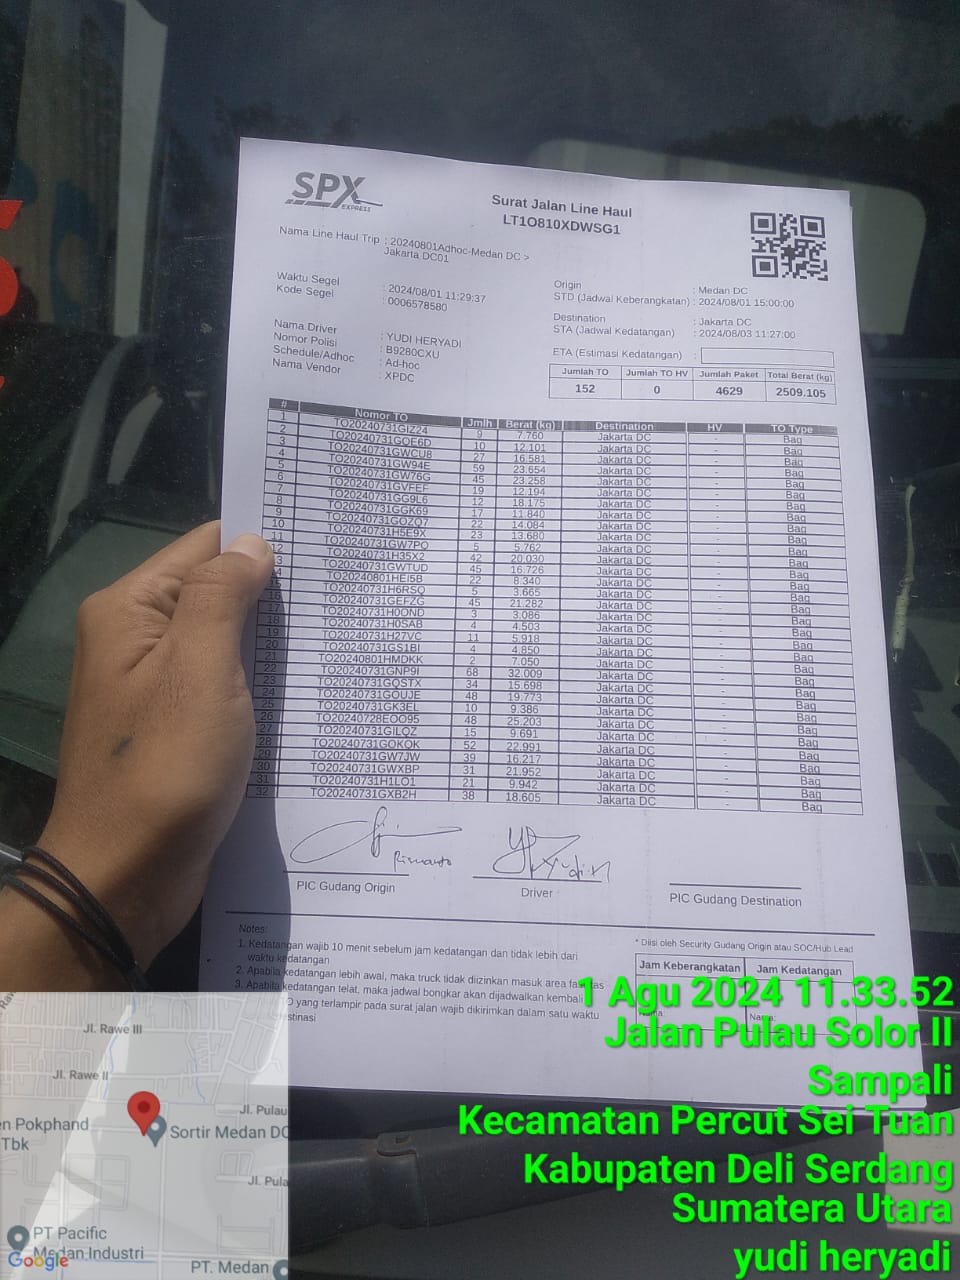 SPX
EXPRESS
Surat Jalan Line Haul
LT1O810XDWSG1
Nama Line Haul Trip : 20240801Adhoc-Medan DC >
Jakarta DC01
Waktu Segel : 2024/08/01 11:29:37
Kode Segel : 0006578580
Nama Driver : YUDI HERYADI
Nomor Polisi : B9280CXU
Schedule/Adhoc : Ad-hoc
Nama Vendor : XPDC
Origin : Medan DC
STD (Jadwal Keberangkatan) : 2024/08/01 15:00:00
Destination : Jakarta DC
STA (Jadwal Kedatangan) : 2024/08/03 11:27:00
ETA (Estimasi Kedatangan) :
Jumlah TO Jumlah TO HV Jumlah Paket Total Berat (kg)
152 0 4629 2509.105
# Nomor TO Jmlh Berat (kg) Destination HV TO Type
1 TO20240731GIZ24 9 7.760 Jakarta DC - Bag
2 TO20240731GQE6D 10 12.101 Jakarta DC - Bag
3 TO20240731GWCU8 27 16.581 Jakarta DC - Bag
4 TO20240731GW94E 59 23.654 Jakarta DC - Bag
5 TO20240731GW76G 45 23.258 Jakarta DC - Bag
6 TO20240731GVFEF 19 12.194 Jakarta DC - Bag
7 TO20240731GG9L6 12 18.175 Jakarta DC - Bag
8 TO20240731GGK69 17 11.840 Jakarta DC - Bag
9 TO20240731GOZQ7 22 14.084 Jakarta DC - Bag
10 TO20240731H5E9X 23 13.680 Jakarta DC - Bag
11 TO20240731GW7PO 5 5.762 Jakarta DC - Bag
12 TO20240731H35X2 42 20.030 Jakarta DC - Bag
3 TO20240731GWTUD 45 16.726 Jakarta DC - Bag
4 TO20240801HEI5B 22 8.340 Jakarta DC - Bag
15 TO20240731H6RSQ 5 3.665 Jakarta DC - Bag
16 TO20240731GEFZG 45 21.282 Jakarta DC - Bag
17 TO20240731H0OND 3 3.086 Jakarta DC - Bag
18 TO20240731H0SAB 4 4.503 Jakarta DC - Bag
19 TO20240731H27VC 11 5.918 Jakarta DC - Bag
20 TO20240731GS1BI 4 4.850 Jakarta DC - Bag
21 TO20240801HMDKK 2 7.050 Jakarta DC - Bag
22 TO20240731GNP9I 68 32.009 Jakarta DC - Bag
23 TO20240731GQSTX 34 15.698 Jakarta DC - Bag
24 TO20240731GOUJE 48 19.773 Jakarta DC - Bag
25 TO20240731GK3EL 10 9.386 Jakarta DC - Bag
26 TO20240728EOO95 48 25.203 Jakarta DC - Bag
27 TO20240731GILQZ 15 9.691 Jakarta DC - Bag
28 TO20240731GOKQK 52 22.991 Jakarta DC - Bag
29 TO20240731GW7JW 39 16.217 Jakarta DC - Bag
30 TO20240731GWXBP 31 21.952 Jakarta DC - Bag
31 TO20240731H1LO1 21 9.942 Jakarta DC - Bag
32 TO20240731GXB2H 38 18.605 Jakarta DC - Bag
Rismanto
Yudi H
PIC Gudang Origin Driver PIC Gudang Destination
Notes:
1. Kedatangan wajib 10 menit sebelum jam kedatangan dan tidak lebih dari
waktu kedatangan
2. Apabila kedatangan lebih awal, maka truck tidak diizinkan masuk area fasilitas
3. Apabila kedatangan telat, maka jadwal bongkar akan dijadwalkan kembali
O yang terlampir pada surat jalan wajib dikirimkan dalam satu waktu
* Diisi oleh Security Gudang Origin atau SOC/Hub Lead
Jam Keberangkatan Jam Kedatangan
Nama: Nama:
1 Agu 2024 11.33.52
Jalan Pulau Solor II
Sampali
Kecamatan Percut Sei Tuan
Kabupaten Deli Serdang
Sumatera Utara
yudi heryadi
Jl. Rawe III
Jl. Rawe II
Jl. Pulau
n Pokphand
Tbk
Sortir Medan DC
Jl. Pula
PT Pacific
Medan Industri
Google
PT. Medan